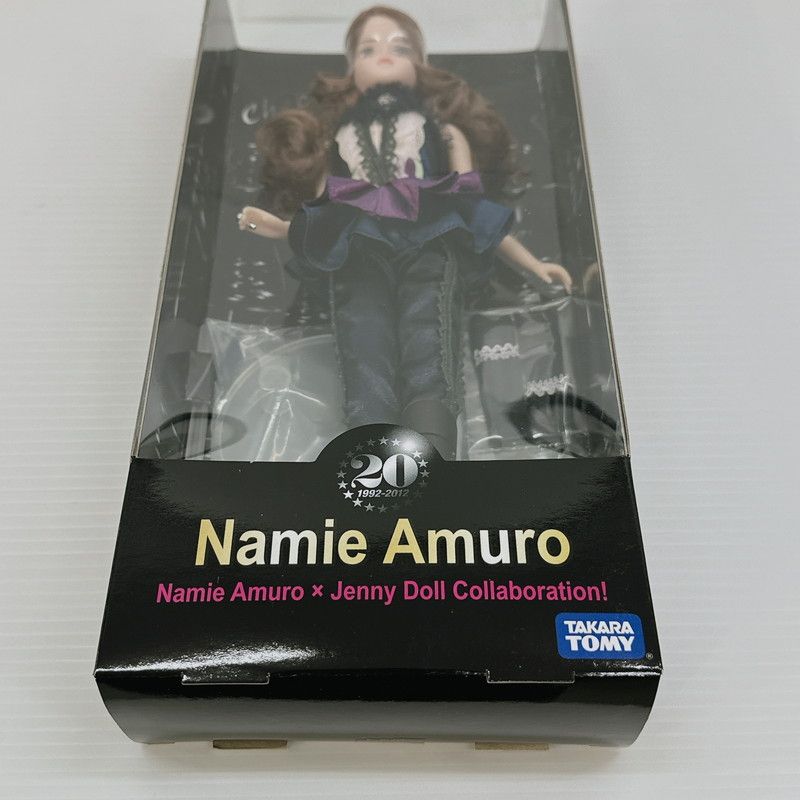 20
1992-2012
Namie Amuro
Namie Amuro × Jenny Doll Collaboration!
TAKARA
TOMY
®